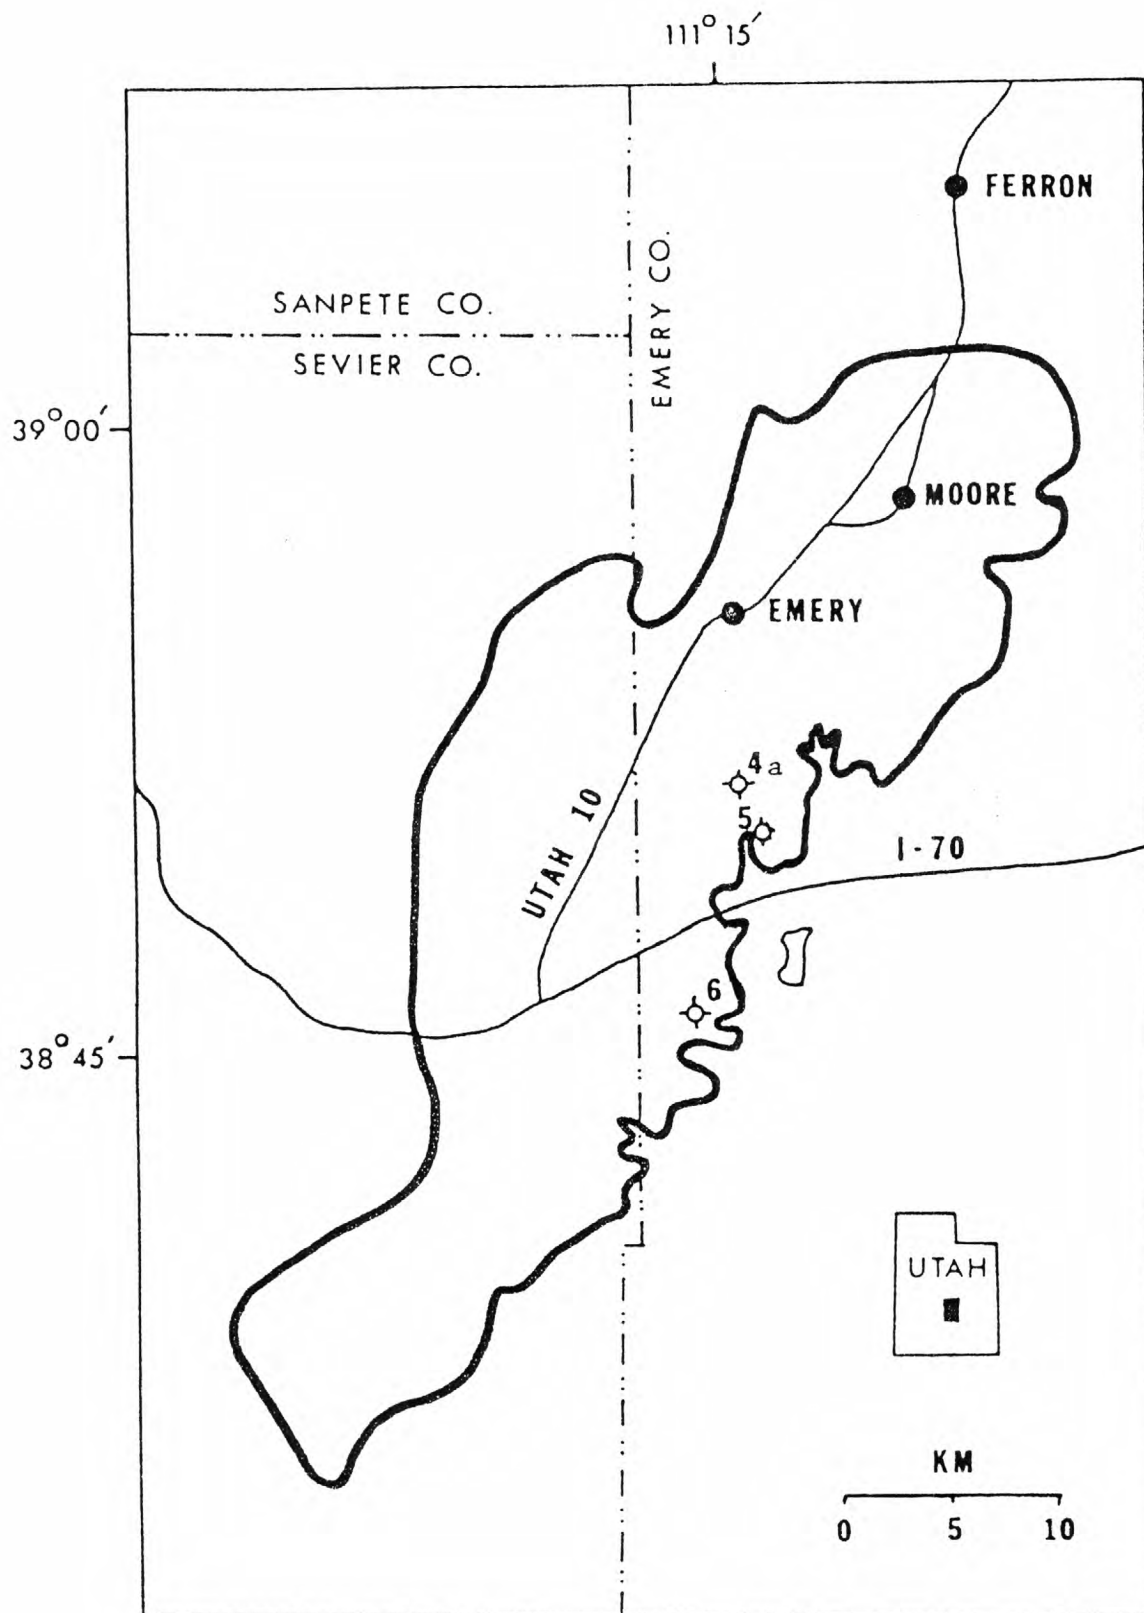 111° 15′
FERRON
SANPETE CO.
SEVIER CO.
EMERY CO.
39° 00′
MOORE
EMERY
4a
5
UTAH 10
I-70
6
38° 45′
UTAH
KM
0 5 10